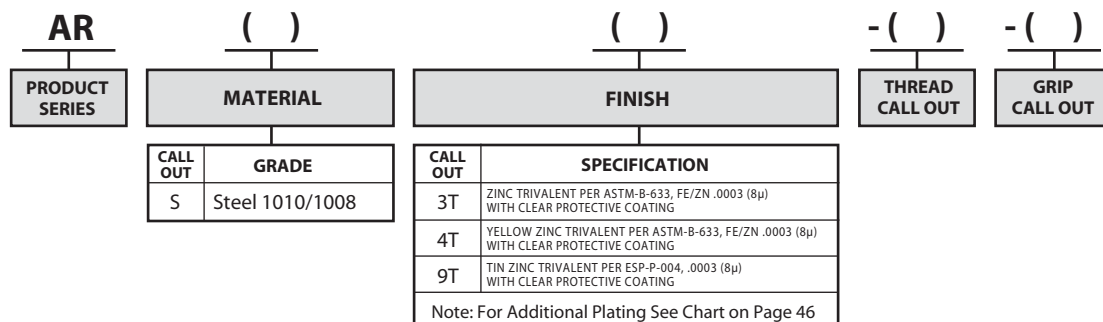 AR ( ) ( ) - ( ) - ( )
PRODUCT
SERIES
MATERIAL
FINISH
THREAD
CALL OUT
GRIP
CALL OUT
CALL
OUT
GRADE
S Steel 1010/1008
CALL
OUT
SPECIFICATION
3T
ZINC TRIVALENT PER ASTM-B-633, FE/ZN .0003 (8µ)
WITH CLEAR PROTECTIVE COATING
4T
YELLOW ZINC TRIVALENT PER ASTM-B-633, FE/ZN .0003 (8µ)
WITH CLEAR PROTECTIVE COATING
9T
TIN ZINC TRIVALENT PER ESP-P-004, .0003 (8µ)
WITH CLEAR PROTECTIVE COATING
Note: For Additional Plating See Chart on Page 46